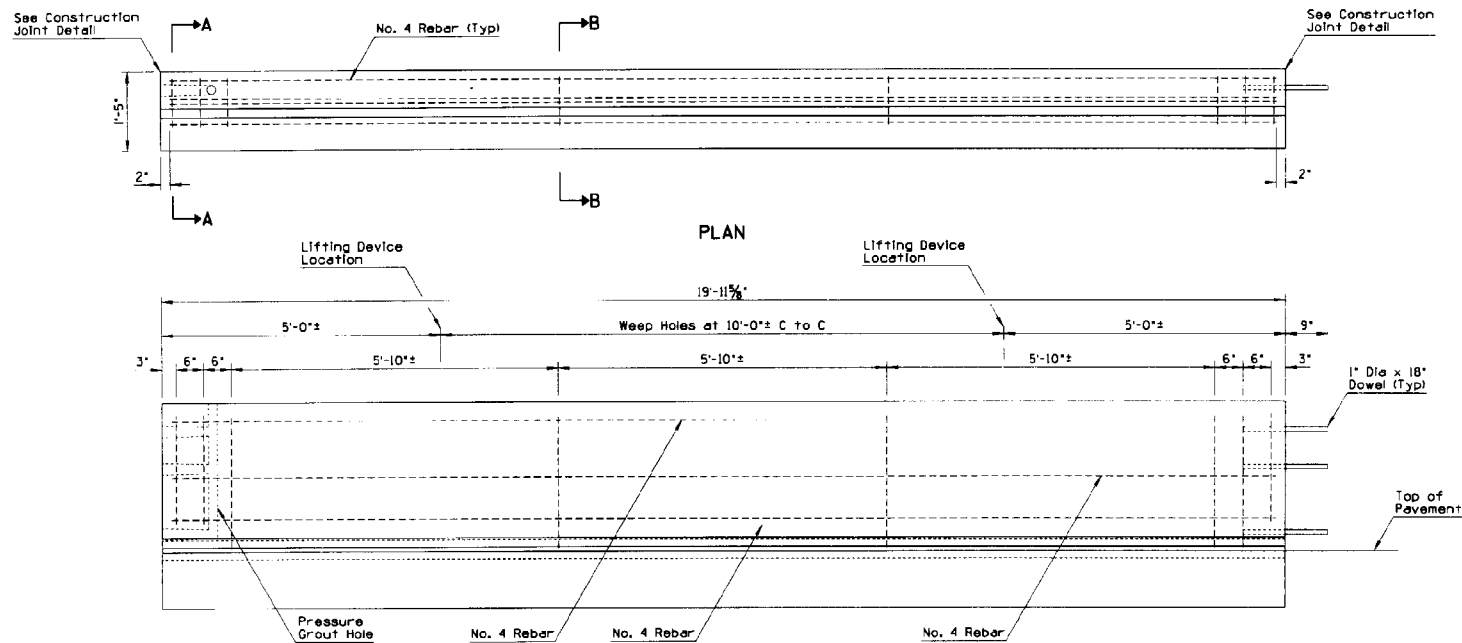 See Construction
Joint Detail
A
No. 4 Rebar (Typ)
B
See Construction
Joint Detail
1'-5"
2"
2"
A
B
PLAN
Lifting Device
Location
Lifting Device
Location
19'-11⅝"
5'-0"±
Weep Holes at 10'-0"± C to C
5'-0"±
9"
3"
6"
6"
5'-10"±
5'-10"±
5'-10"±
6"
6"
3"
1" Dia x 18"
Dowel (Typ)
Top of
Pavement
Pressure
Grout Hole
No. 4 Rebar
No. 4 Rebar
No. 4 Rebar